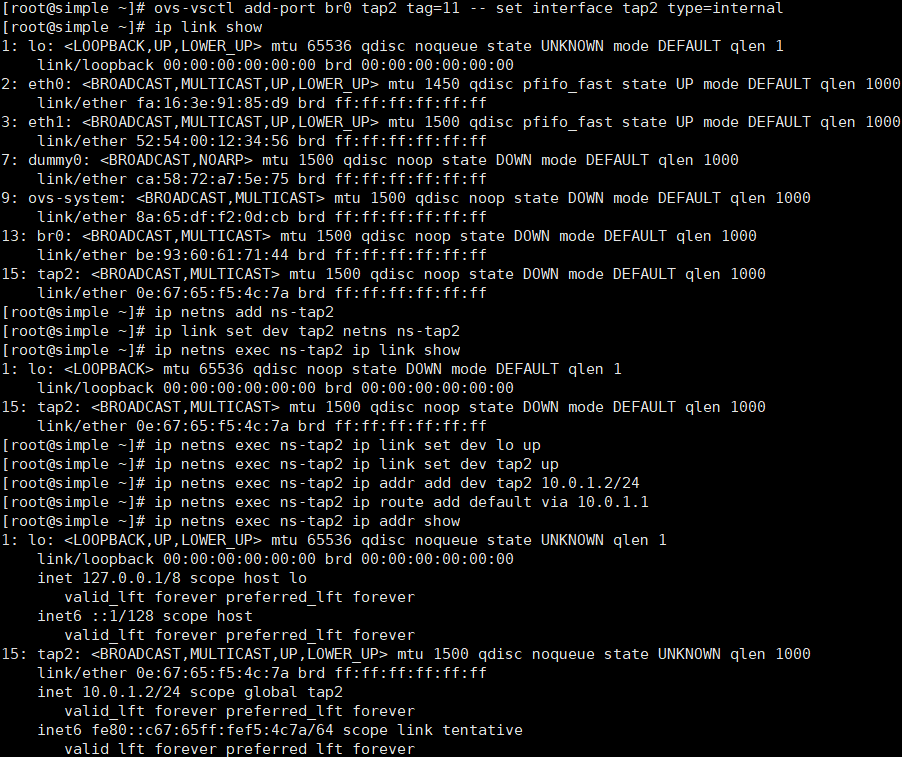 [root@simple ~]# ovs-vsctl add-port br0 tap2 tag=11 -- set interface tap2 type=internal
[root@simple ~]# ip link show
1: lo: <LOOPBACK,UP,LOWER_UP> mtu 65536 qdisc noqueue state UNKNOWN mode DEFAULT qlen 1
    link/loopback 00:00:00:00:00:00 brd 00:00:00:00:00:00
2: eth0: <BROADCAST,MULTICAST,UP,LOWER_UP> mtu 1450 qdisc pfifo_fast state UP mode DEFAULT qlen 1000
    link/ether fa:16:3e:91:85:d9 brd ff:ff:ff:ff:ff:ff
3: eth1: <BROADCAST,MULTICAST,UP,LOWER_UP> mtu 1500 qdisc pfifo_fast state UP mode DEFAULT qlen 1000
    link/ether 52:54:00:12:34:56 brd ff:ff:ff:ff:ff:ff
7: dummy0: <BROADCAST,NOARP> mtu 1500 qdisc noop state DOWN mode DEFAULT qlen 1000
    link/ether ca:58:72:a7:5e:75 brd ff:ff:ff:ff:ff:ff
9: ovs-system: <BROADCAST,MULTICAST> mtu 1500 qdisc noop state DOWN mode DEFAULT qlen 1000
    link/ether 8a:65:df:f2:0d:cb brd ff:ff:ff:ff:ff:ff
13: br0: <BROADCAST,MULTICAST> mtu 1500 qdisc noop state DOWN mode DEFAULT qlen 1000
    link/ether be:93:60:61:71:44 brd ff:ff:ff:ff:ff:ff
15: tap2: <BROADCAST,MULTICAST> mtu 1500 qdisc noop state DOWN mode DEFAULT qlen 1000
    link/ether 0e:67:65:f5:4c:7a brd ff:ff:ff:ff:ff:ff
[root@simple ~]# ip netns add ns-tap2
[root@simple ~]# ip link set dev tap2 netns ns-tap2
[root@simple ~]# ip netns exec ns-tap2 ip link show
1: lo: <LOOPBACK> mtu 65536 qdisc noop state DOWN mode DEFAULT qlen 1
    link/loopback 00:00:00:00:00:00 brd 00:00:00:00:00:00
15: tap2: <BROADCAST,MULTICAST> mtu 1500 qdisc noop state DOWN mode DEFAULT qlen 1000
    link/ether 0e:67:65:f5:4c:7a brd ff:ff:ff:ff:ff:ff
[root@simple ~]# ip netns exec ns-tap2 ip link set dev lo up
[root@simple ~]# ip netns exec ns-tap2 ip link set dev tap2 up
[root@simple ~]# ip netns exec ns-tap2 ip addr add dev tap2 10.0.1.2/24
[root@simple ~]# ip netns exec ns-tap2 ip route add default via 10.0.1.1
[root@simple ~]# ip netns exec ns-tap2 ip addr show
1: lo: <LOOPBACK,UP,LOWER_UP> mtu 65536 qdisc noqueue state UNKNOWN qlen 1
    link/loopback 00:00:00:00:00:00 brd 00:00:00:00:00:00
    inet 127.0.0.1/8 scope host lo
       valid_lft forever preferred_lft forever
    inet6 ::1/128 scope host
       valid_lft forever preferred_lft forever
15: tap2: <BROADCAST,MULTICAST,UP,LOWER_UP> mtu 1500 qdisc noqueue state UNKNOWN qlen 1000
    link/ether 0e:67:65:f5:4c:7a brd ff:ff:ff:ff:ff:ff
    inet 10.0.1.2/24 scope global tap2
       valid_lft forever preferred_lft forever
    inet6 fe80::c67:65ff:fef5:4c7a/64 scope link tentative
       valid_lft forever preferred_lft forever